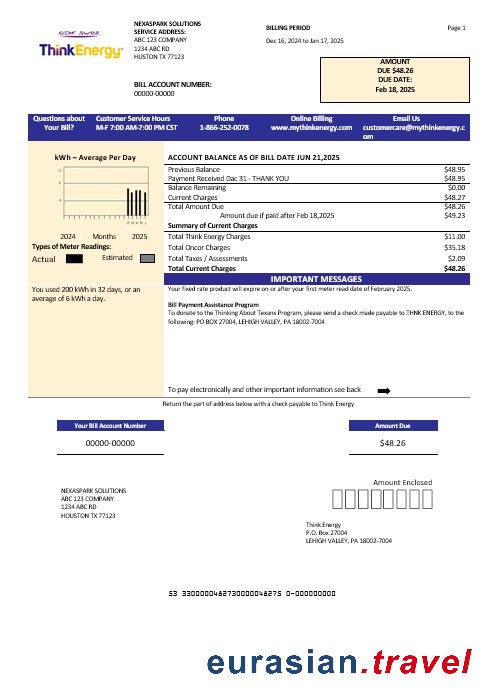 NEXASPARK SOLUTIONS
SERVICE ADDRESS:
ABC 123 COMPANY
1234 ABC RD
HUSTON TX 77123
BILLING PERIOD
Page 1
Dec 16, 2024 to Jan 17, 2025
GDF SUEZ
ThinkEnergy
AMOUNT
DUE $48.26
DUE DATE:
Feb 18, 2025
BILL ACCOUNT NUMBER:
00000-00000
Questions about Your Bill?
Customer Service Hours
M-F 7:00 AM-7:00 PM CST
Phone
1-866-252-0078
Online Billing
www.mythinkenergy.com
Email Us
customercare@mythinkenergy.c
om
kWh – Average Per Day
2024 Months 2025
Types of Meter Readings:
Actual Estimated
ACCOUNT BALANCE AS OF BILL DATE JUN 21,2025
Previous Balance $48.95
Payment Received Dac 31 - THANK YOU $48.95
Balance Remaining $0.00
Current Charges $48.27
Total Amount Due $48.26
Amount due if paid after Feb 18,2025 $49.23
Summary of Current Charges
Total Think Energy Charges $11.00
Total Oncor Charges $35.18
Total Taxes / Assessments $2.09
Total Current Charges $48.26
IMPORTANT MESSAGES
You used 200 kWh in 32 days, or an
average of 6 kWh a day.
Your fixed rate product will expire on or after your first meter read date of February 2025.
Bill Payment Assistance Program
To donate to the Thinking About Texans Program, please send a check made payable to THNK ENERGY, to the
following: PO BOX 27004, LEHIGH VALLEY, PA 18002-7004
To pay electronically and other important information see back
Return the part of address below with a check payable to Think Energy
Your Bill Account Number
00000-00000
Amount Due
$48.26
Amount Enclosed
NEXASPARK SOLUTIONS
ABC 123 COMPANY
1234 ABC RD
HOUSTON TX 77123
Think Energy
P.O. Box 27004
LEHIGH VALLEY, PA 18002-7004
eurasian.travel